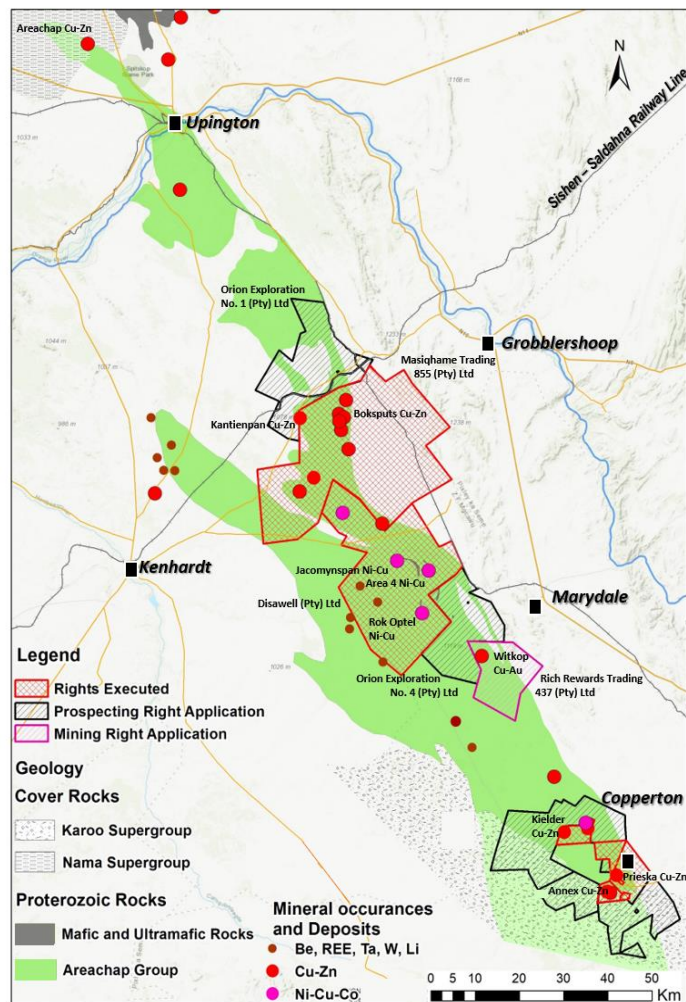 Areachap Cu-Zn
Upington
N
Sishen – Saldahna Railway Line
Orion Exploration
No. 1 (Pty) Ltd
Grobblershoop
Masiqhame Trading
855 (Pty) Ltd
Kantienpan Cu-Zn
Boksputs Cu-Zn
Kenhardt
Jacomynspan Ni-Cu
Area 4 Ni-Cu
Disawell (Pty) Ltd
Rok Optel
Ni-Cu
Marydale
Witkop
Cu-Au
Orion Exploration
No. 4 (Pty) Ltd
Rich Rewards Trading
437 (Pty) Ltd
Copperton
Kielder
Cu-Zn
Prieska Cu-Zn
Annex Cu-Zn
Legend
Rights Executed
Prospecting Right Application
Mining Right Application
Geology
Cover Rocks
Karoo Supergroup
Nama Supergroup
Proterozoic Rocks
Mafic and Ultramafic Rocks
Areachap Group
Mineral occurances
and Deposits
Be, REE, Ta, W, Li
Cu-Zn
Ni-Cu-Co
0 5 10 20 30 40 50
Km